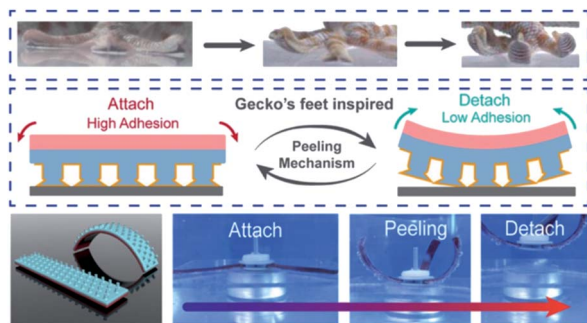 Attach
High Adhesion
Gecko's feet inspired
Peeling
Mechanism
Detach
Low Adhesion
Attach
Peeling
Detach